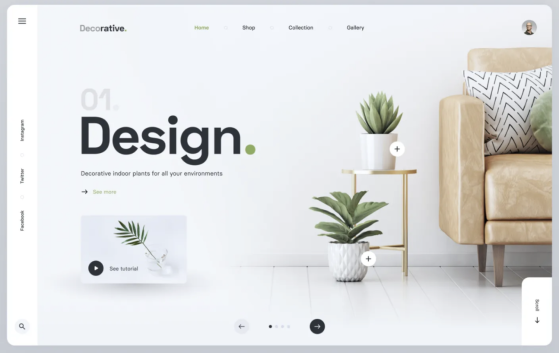 Decorative.
Home
Shop
Collection
Gallery
Instagram
Twitter
Facebook
01.
Design.
Decorative indoor plants for all your environments
See more
See tutorial
Scroll